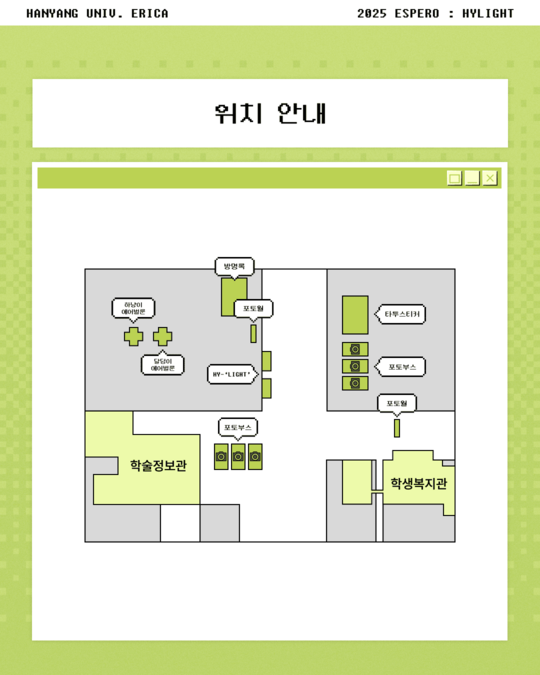 HANYANG UNIV. ERICA
2025 ESPERO : HYLIGHT
위치 안내
방명록
하냥이
에어벌룬
포토월
타투스티커
담담이
에어벌룬
HY-'LIGHT'
포토부스
포토월
포토부스
학술정보관
학생복지관